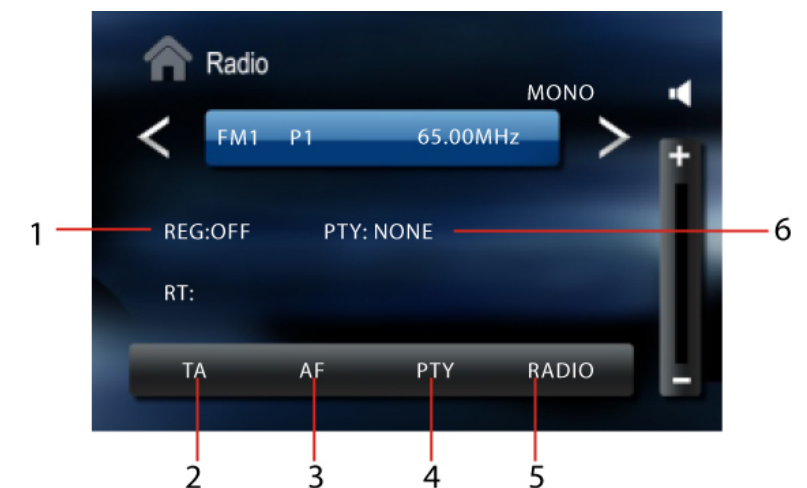 Radio
MONO
FM1 P1 65.00MHz
+
1 REG:OFF PTY: NONE 6
RT:
TA AF PTY RADIO
-
2 3 4 5